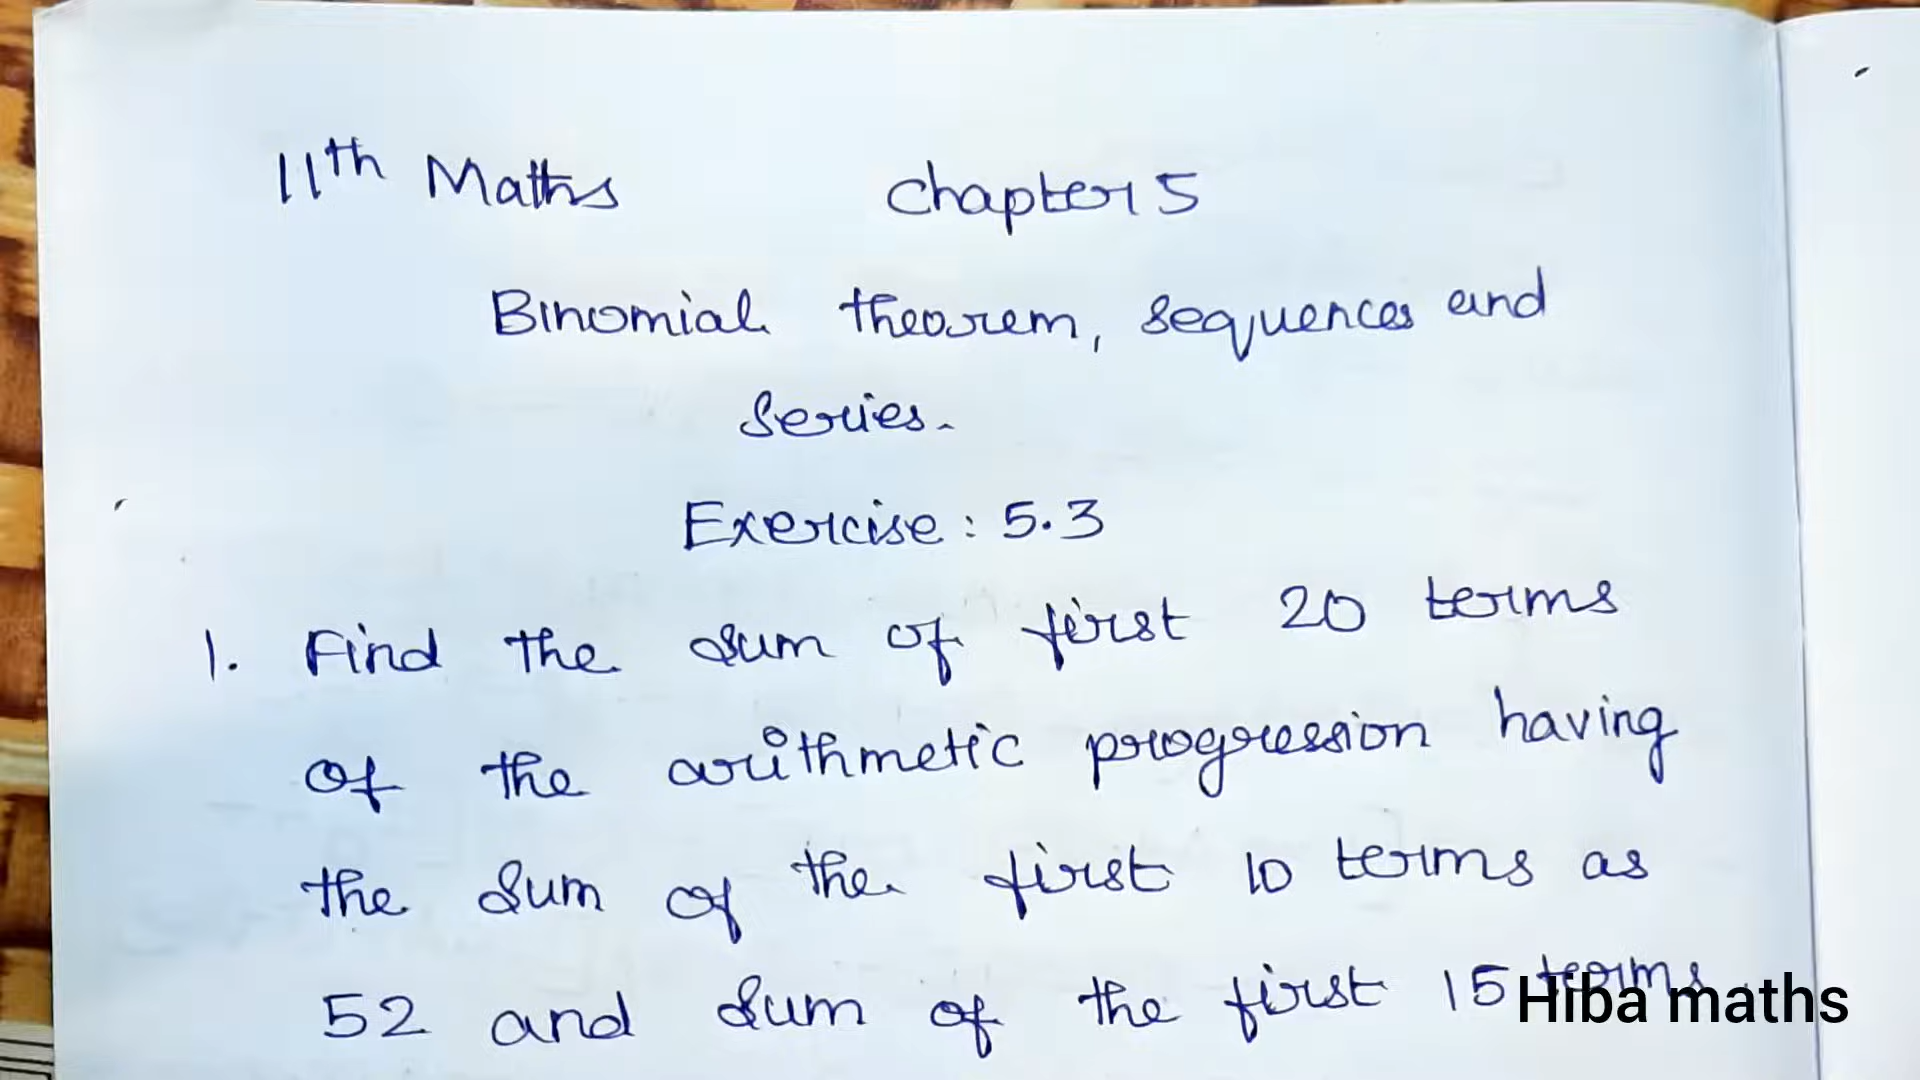 11th Maths Chapter 5
Binomial theorem, sequences and
series.
Exercise: 5.3
1. Find the sum of first 20 terms
of the arithmetic progression having
the sum of the first 10 terms as
52 and sum of the first 15 terms
Hiba maths